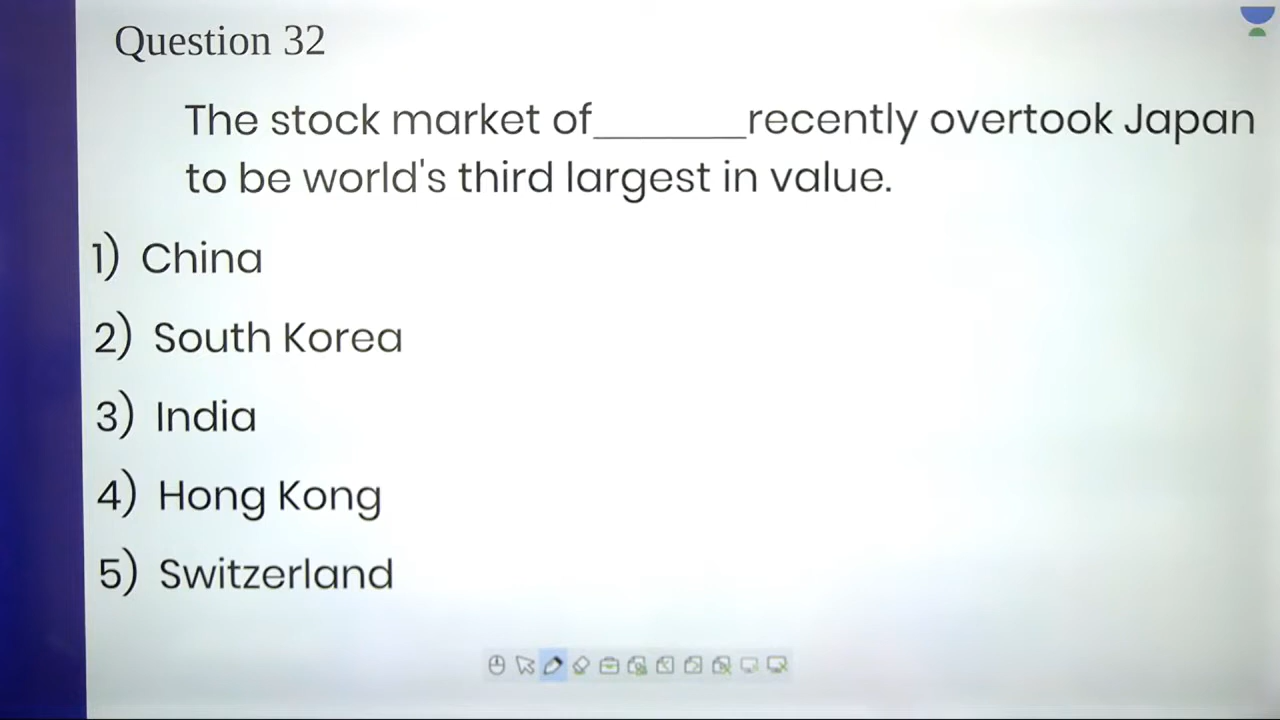 Question 32
The stock market of_______recently overtook Japan
to be world's third largest in value.
1) China
2) South Korea
3) India
4) Hong Kong
5) Switzerland